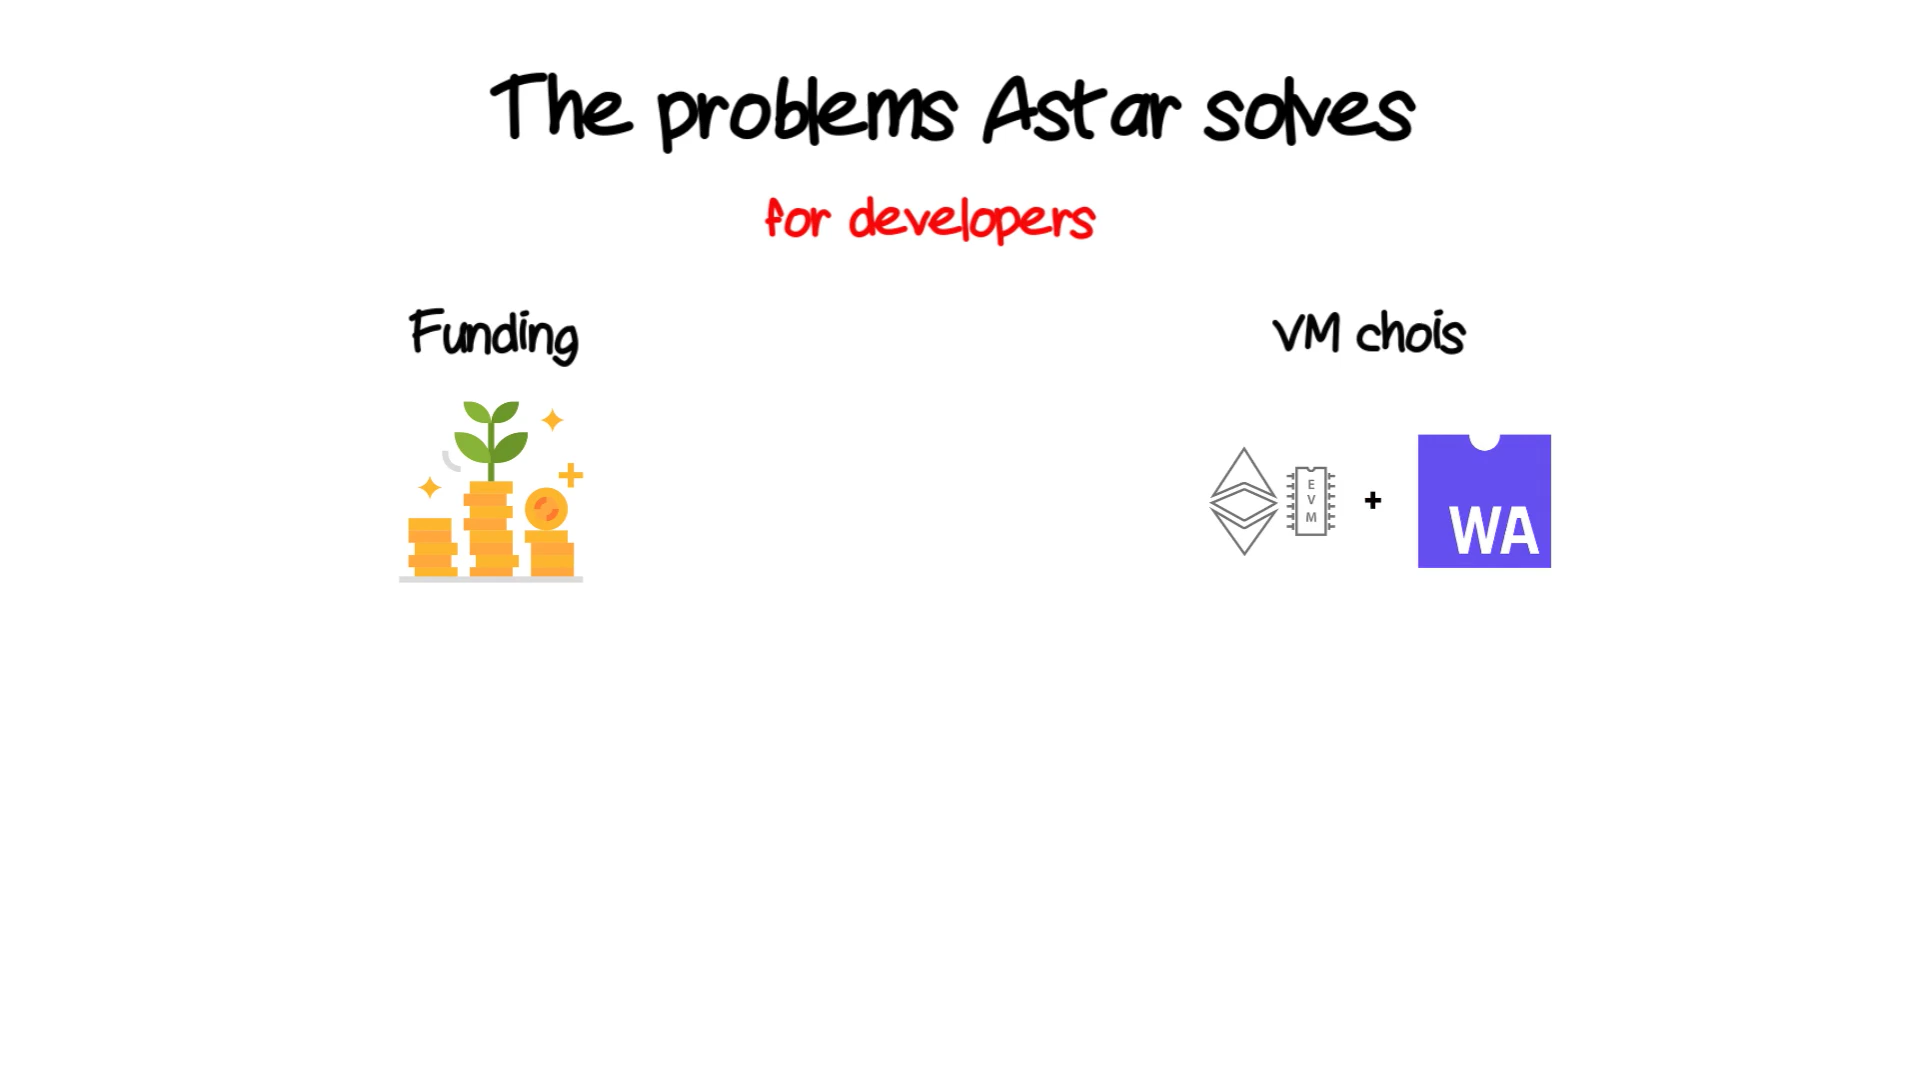 The problems Astar solves
for developers
Funding
VM chois
E
V
M
+
WA